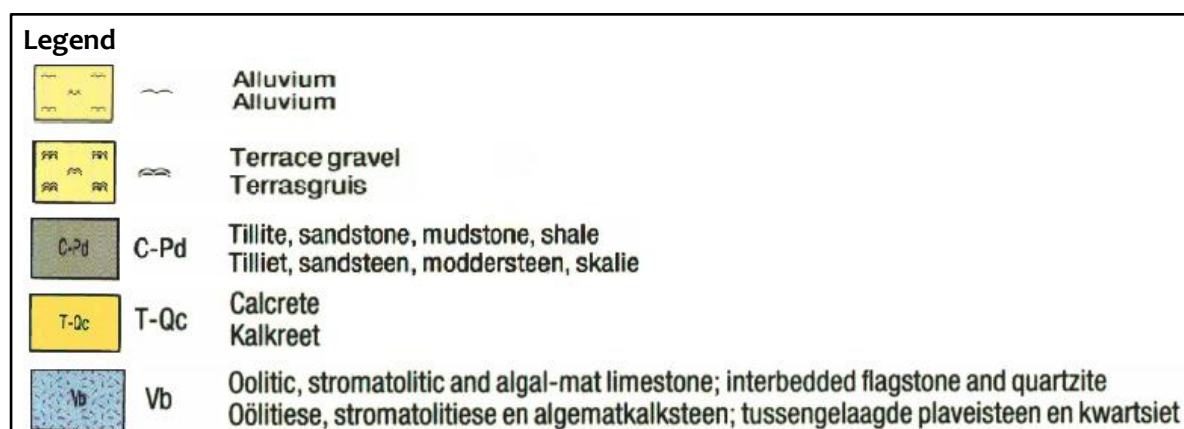 Legend
Alluvium
Alluvium
Terrace gravel
Terrasgruis
C-Pd C-Pd Tillite, sandstone, mudstone, shale
Tilliet, sandsteen, moddersteen, skalie
T-Qc T-Qc Calcrete
Kalkreet
Vb Vb Oolitic, stromatolitic and algal-mat limestone; interbedded flagstone and quartzite
Oölitiese, stromatolitiese en algematkalksteen; tussengelaagde plaveisteen en kwartsiet